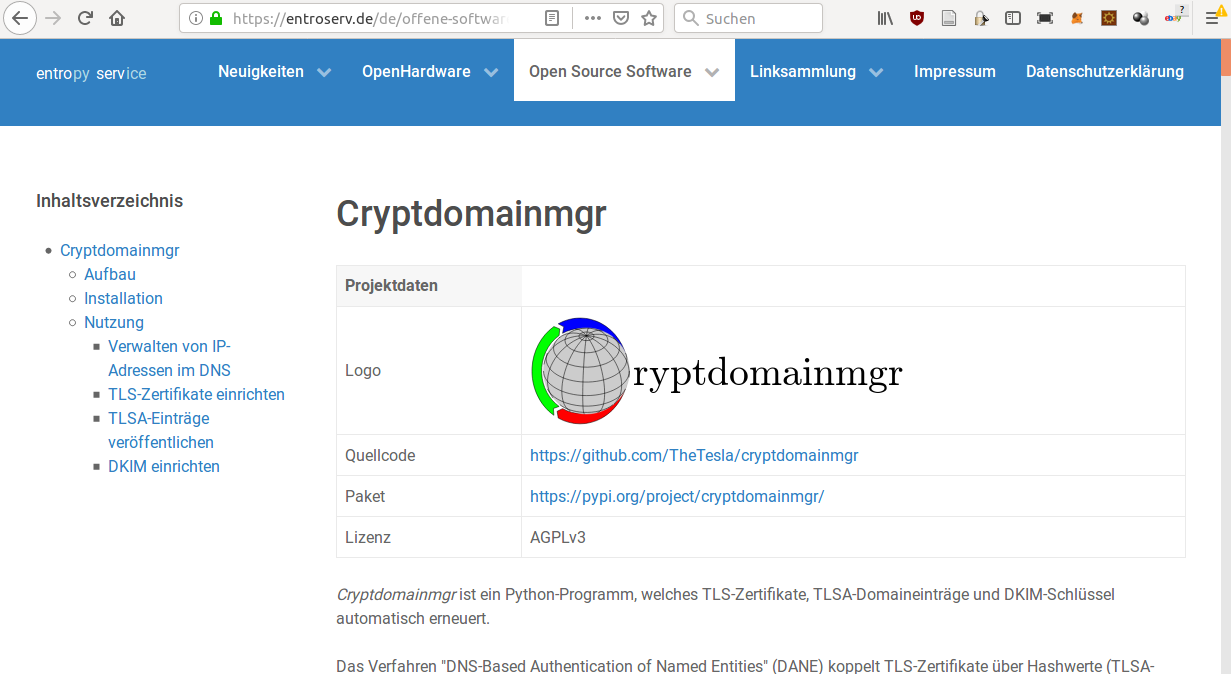 https://entroserv.de/de/offene-softwar
Suchen
entropy service
Neuigkeiten
OpenHardware
Open Source Software
Linksammlung
Impressum
Datenschutzerklärung
Inhaltsverzeichnis
Cryptdomainmgr
Aufbau
Installation
Nutzung
Verwalten von IP-
Adressen im DNS
TLS-Zertifikate einrichten
TLSA-Einträge
veröffentlichen
DKIM einrichten
Cryptdomainmgr
Projektdaten
Logo
ryptdomainmgr
Quellcode
https://github.com/TheTesla/cryptdomainmgr
Paket
https://pypi.org/project/cryptdomainmgr/
Lizenz
AGPLv3
Cryptdomainmgr ist ein Python-Programm, welches TLS-Zertifikate, TLSA-Domaineinträge und DKIM-Schlüssel
automatisch erneuert.
Das Verfahren "DNS-Based Authentication of Named Entities" (DANE) koppelt TLS-Zertifikate über Hashwerte (TLSA-